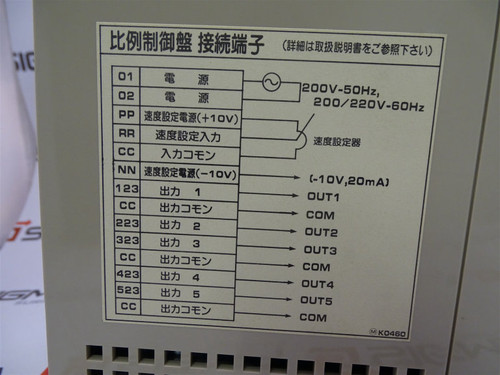 比例制御盤 接続端子 (詳細は取扱説明書をご参照下さい)
01 電源
02 電源
200V-50Hz,
200/220V-60Hz
PP 速度設定電源(+10V)
RR 速度設定入力
CC 入力コモン
速度設定器
NN 速度設定電源(-10V) (-10V,20mA)
123 出力 1 OUT1
CC 出力コモン COM
223 出力 2 OUT2
323 出力 3 OUT3
CC 出力コモン COM
423 出力 4 OUT4
523 出力 5 OUT5
CC 出力コモン COM
Ⓜ K0460